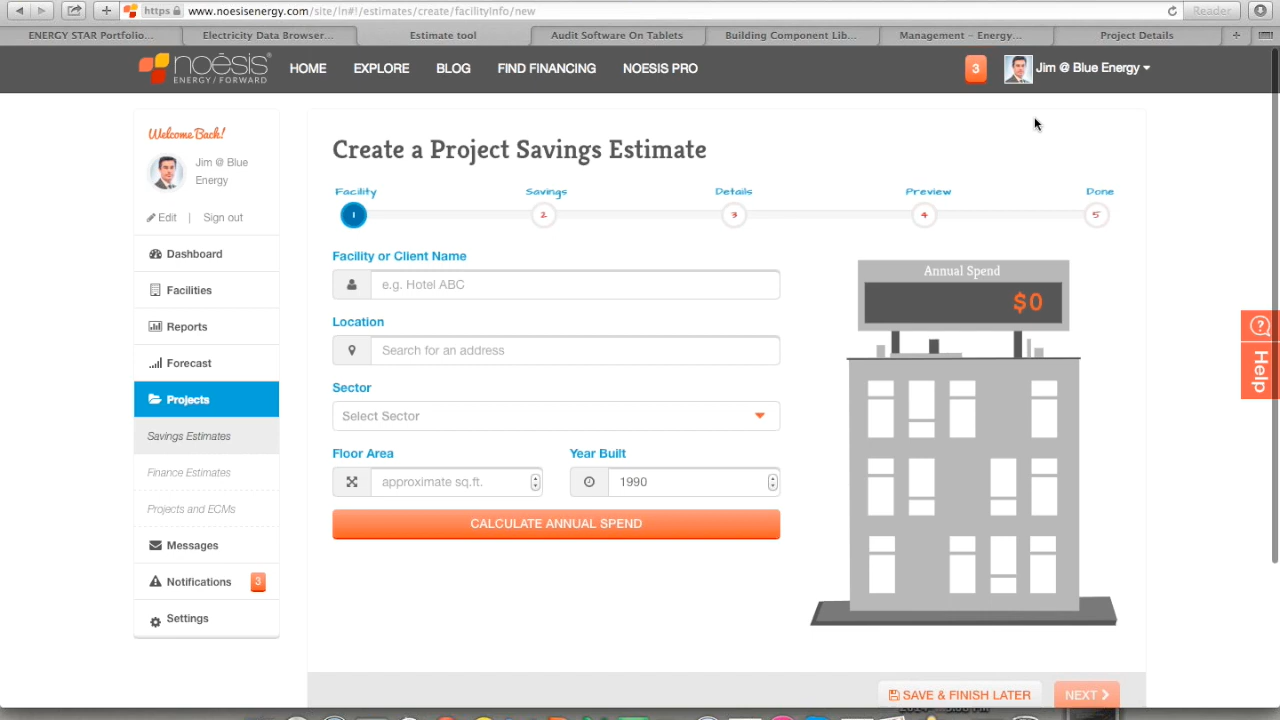 https www.noesisenergy.com/site/ln#!/estimates/create/facilityInfo/new Reader
ENERGY STAR Portfolio... Electricity Data Browser... Estimate tool Audit Software On Tablets Building Component Lib... Management – Energy... Project Details
noēsis
ENERGY/FORWARD
HOME EXPLORE BLOG FIND FINANCING NOESIS PRO 3 Jim @ Blue Energy
Welcome Back!
Jim @ Blue
Energy
Edit | Sign out
Dashboard
Facilities
Reports
Forecast
Projects
Savings Estimates
Finance Estimates
Projects and ECMs
Messages
Notifications 3
Settings
Create a Project Savings Estimate
Facility Savings Details Preview Done
1 2 3 4 5
Facility or Client Name
e.g. Hotel ABC
Location
Search for an address
Sector
Select Sector
Floor Area Year Built
approximate sq.ft. 1990
CALCULATE ANNUAL SPEND
Annual Spend
$0
? Help
SAVE & FINISH LATER NEXT